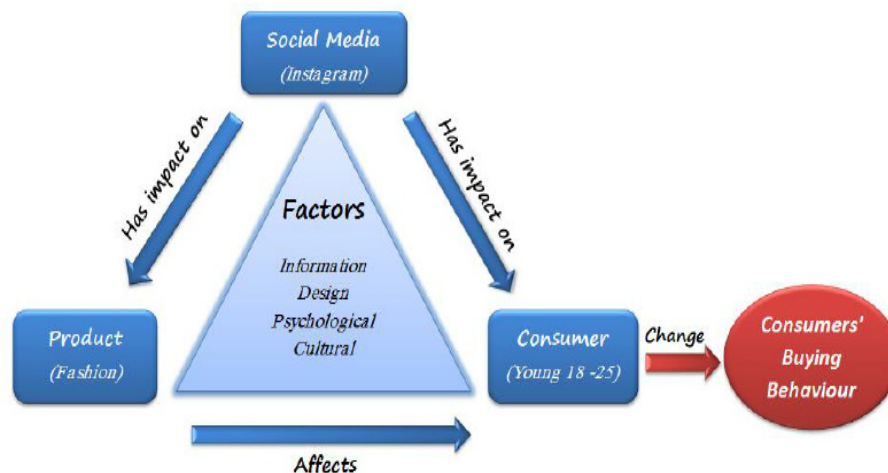 Social Media
(Instagram)
Has impact on
Has impact on
Factors
Information
Design
Psychological
Cultural
Product
(Fashion)
Consumer
(Young 18 -25)
Change
Consumers'
Buying
Behaviour
Affects